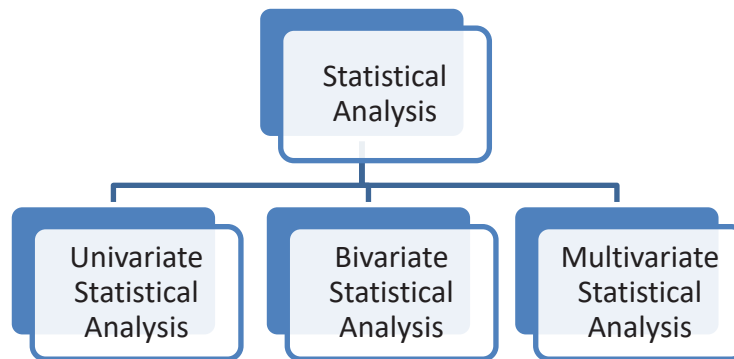 Statistical
Analysis
Univariate
Statistical
Analysis
Bivariate
Statistical
Analysis
Multivariate
Statistical
Analysis